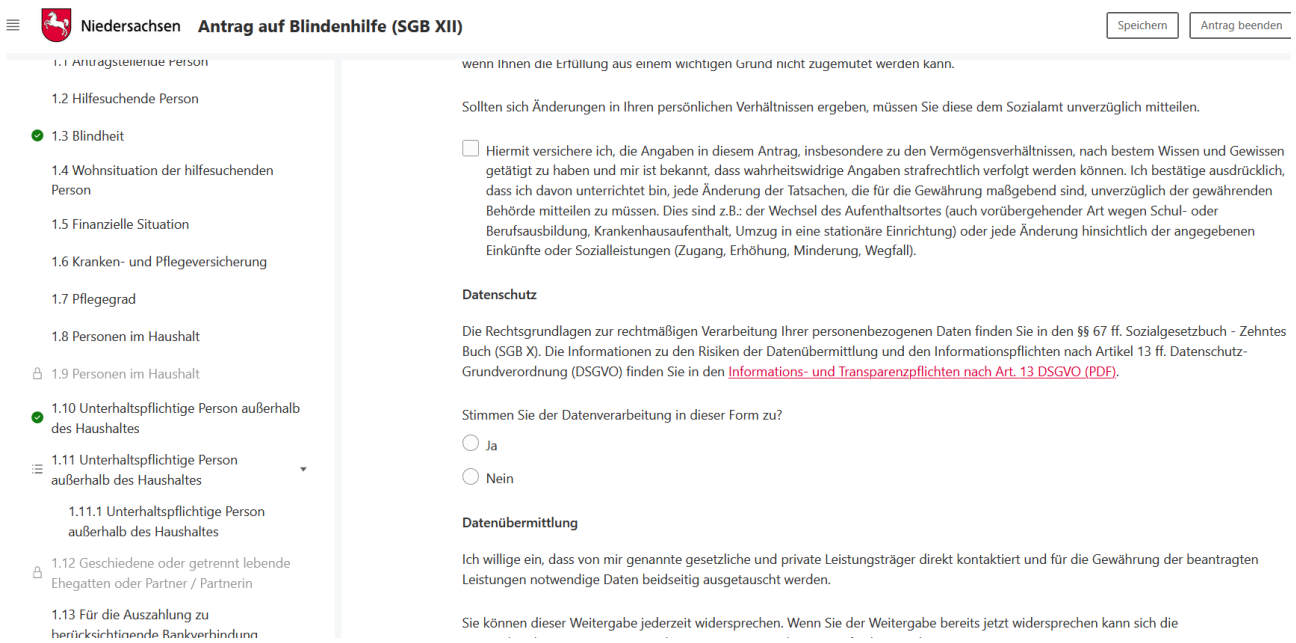 Niedersachsen Antrag auf Blindenhilfe (SGB XII)
Speichern
Antrag beenden
1.1 Antragstellende Person
1.2 Hilfesuchende Person
1.3 Blindheit
1.4 Wohnsituation der hilfesuchenden
Person
1.5 Finanzielle Situation
1.6 Kranken- und Pflegeversicherung
1.7 Pflegegrad
1.8 Personen im Haushalt
1.9 Personen im Haushalt
1.10 Unterhaltspflichtige Person außerhalb
des Haushaltes
1.11 Unterhaltspflichtige Person
außerhalb des Haushaltes
1.11.1 Unterhaltspflichtige Person
außerhalb des Haushaltes
1.12 Geschiedene oder getrennt lebende
Ehegatten oder Partner / Partnerin
1.13 Für die Auszahlung zu
berücksichtigende Bankverbindung
wenn Ihnen die Erfüllung aus einem wichtigen Grund nicht zugemutet werden kann.
Sollten sich Änderungen in Ihren persönlichen Verhältnissen ergeben, müssen Sie diese dem Sozialamt unverzüglich mitteilen.
Hiermit versichere ich, die Angaben in diesem Antrag, insbesondere zu den Vermögensverhältnissen, nach bestem Wissen und Gewissen
getätigt zu haben und mir ist bekannt, dass wahrheitswidrige Angaben strafrechtlich verfolgt werden können. Ich bestätige ausdrücklich,
dass ich davon unterrichtet bin, jede Änderung der Tatsachen, die für die Gewährung maßgebend sind, unverzüglich der gewährenden
Behörde mitteilen zu müssen. Dies sind z.B.: der Wechsel des Aufenthaltsortes (auch vorübergehender Art wegen Schul- oder
Berufsausbildung, Krankenhausaufenthalt, Umzug in eine stationäre Einrichtung) oder jede Änderung hinsichtlich der angegebenen
Einkünfte oder Sozialleistungen (Zugang, Erhöhung, Minderung, Wegfall).
Datenschutz
Die Rechtsgrundlagen zur rechtmäßigen Verarbeitung Ihrer personenbezogenen Daten finden Sie in den §§ 67 ff. Sozialgesetzbuch - Zehntes
Buch (SGB X). Die Informationen zu den Risiken der Datenübermittlung und den Informationspflichten nach Artikel 13 ff. Datenschutz-
Grundverordnung (DSGVO) finden Sie in den Informations- und Transparenzpflichten nach Art. 13 DSGVO (PDF).
Stimmen Sie der Datenverarbeitung in dieser Form zu?
Ja
Nein
Datenübermittlung
Ich willige ein, dass von mir genannte gesetzliche und private Leistungsträger direkt kontaktiert und für die Gewährung der beantragten
Leistungen notwendige Daten beidseitig ausgetauscht werden.
Sie können dieser Weitergabe jederzeit widersprechen. Wenn Sie der Weitergabe bereits jetzt widersprechen kann sich die